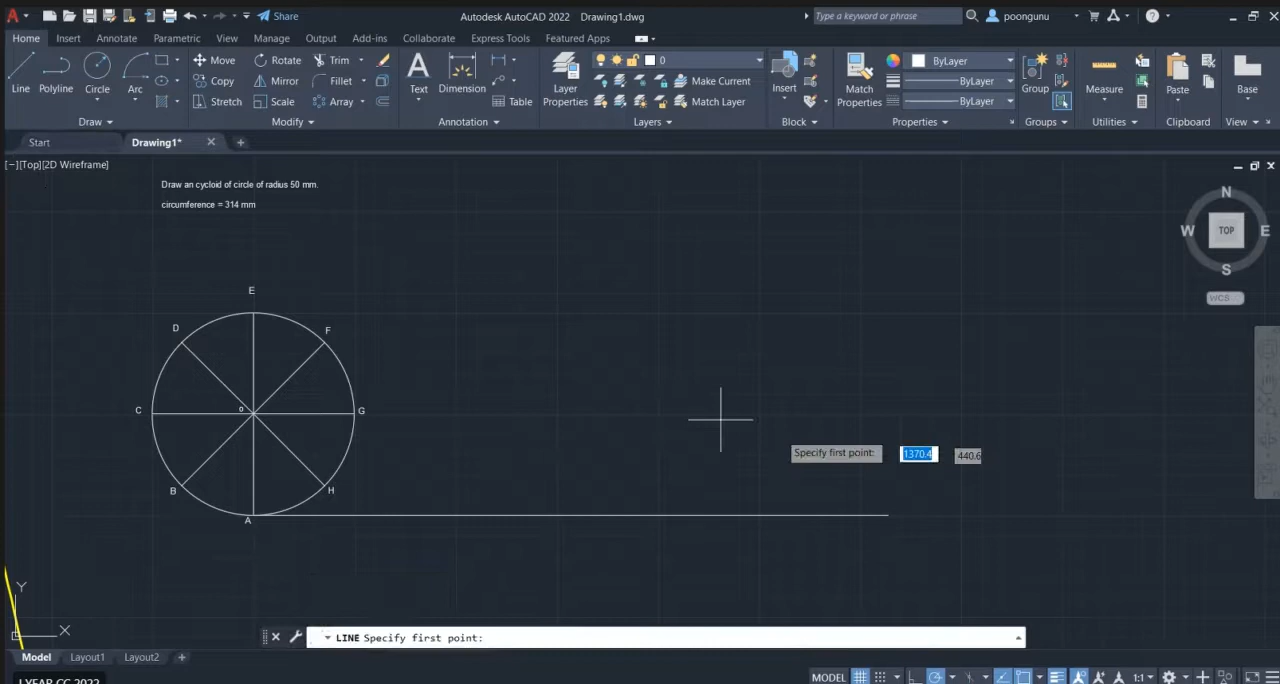 Share
Autodesk AutoCAD 2022 Drawing1.dwg
Type a keyword or phrase
poongunu
Home Insert Annotate Parametric View Manage Output Add-ins Collaborate Express Tools Featured Apps
Move Rotate Trim
0
ByLayer
Copy Mirror Fillet
Make Current
ByLayer
Line Polyline Circle Arc
Text Dimension
Layer Properties
Insert
Match Properties
Group
Measure
Paste
Base
Stretch Scale Array
Table
Match Layer
ByLayer
Draw Modify Annotation Layers Block Properties Groups Utilities Clipboard View
Start Drawing1*
[−][Top][2D Wireframe]
Draw an cycloid of circle of radius 50 mm.
circumference = 314 mm
N
W TOP E
S
WCS
E
D F
C o G
B H
A
Specify first point: 1370.4 440.6
Y
X
LINE Specify first point:
Model Layout1 Layout2
MODEL 1:1
I YEAR CC 2022